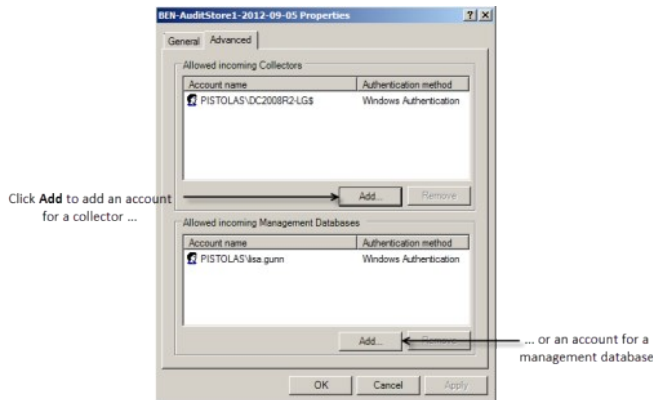 BEN-AuditStore1-2012-09-05 Properties
General Advanced
Allowed incoming Collectors
Account name Authentication method
PISTOLAS\DC2008R2-LG$ Windows Authentication
Click Add to add an account
for a collector ...
Add... Remove
Allowed incoming Management Databases
Account name Authentication method
PISTOLAS\lisa.gunn Windows Authentication
Add... Remove
... or an account for a
management database
OK Cancel Apply